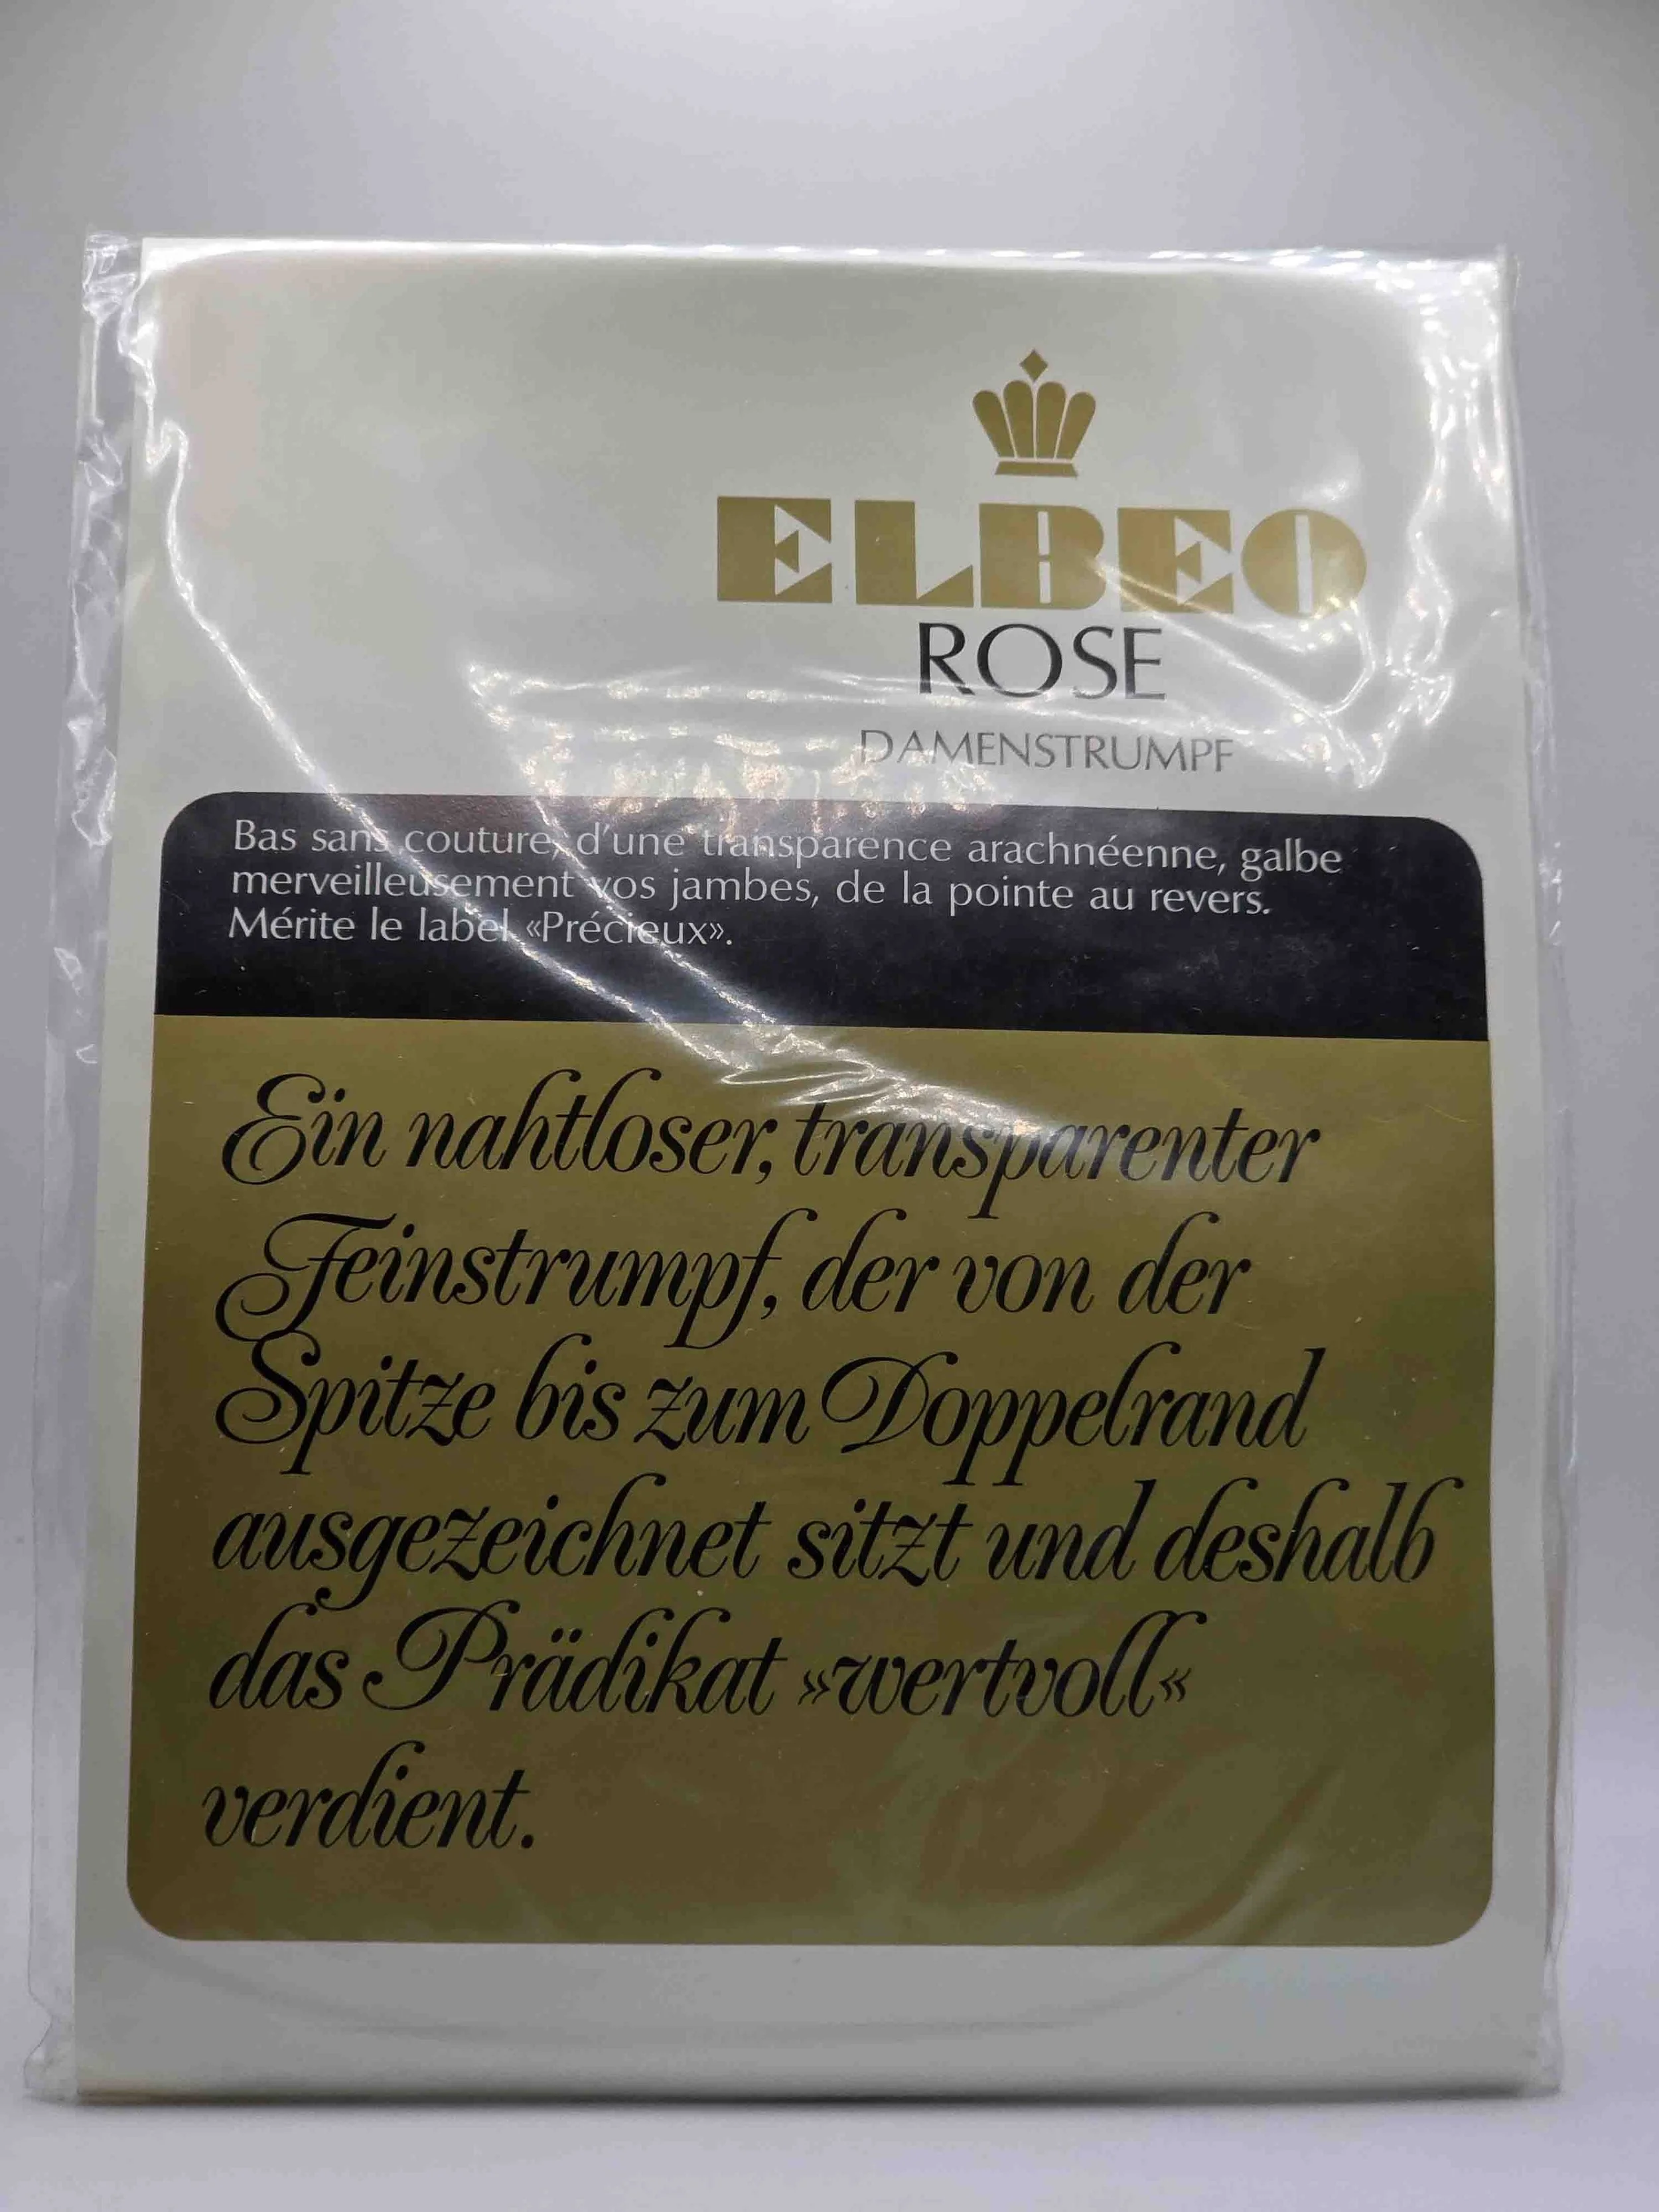 ELBEO
ROSE
DAMENSTRUMPF
Bas sans couture, d'une transparence arachnéenne, galbe
merveilleusement vos jambes, de la pointe au revers.
Mérite le label «Précieux».
Ein nahtloser, transparenter
Feinstrumpf, der von der
Spitze bis zum Doppelrand
ausgezeichnet sitzt und deshalb
das Prädikat »wertvoll«
verdient.